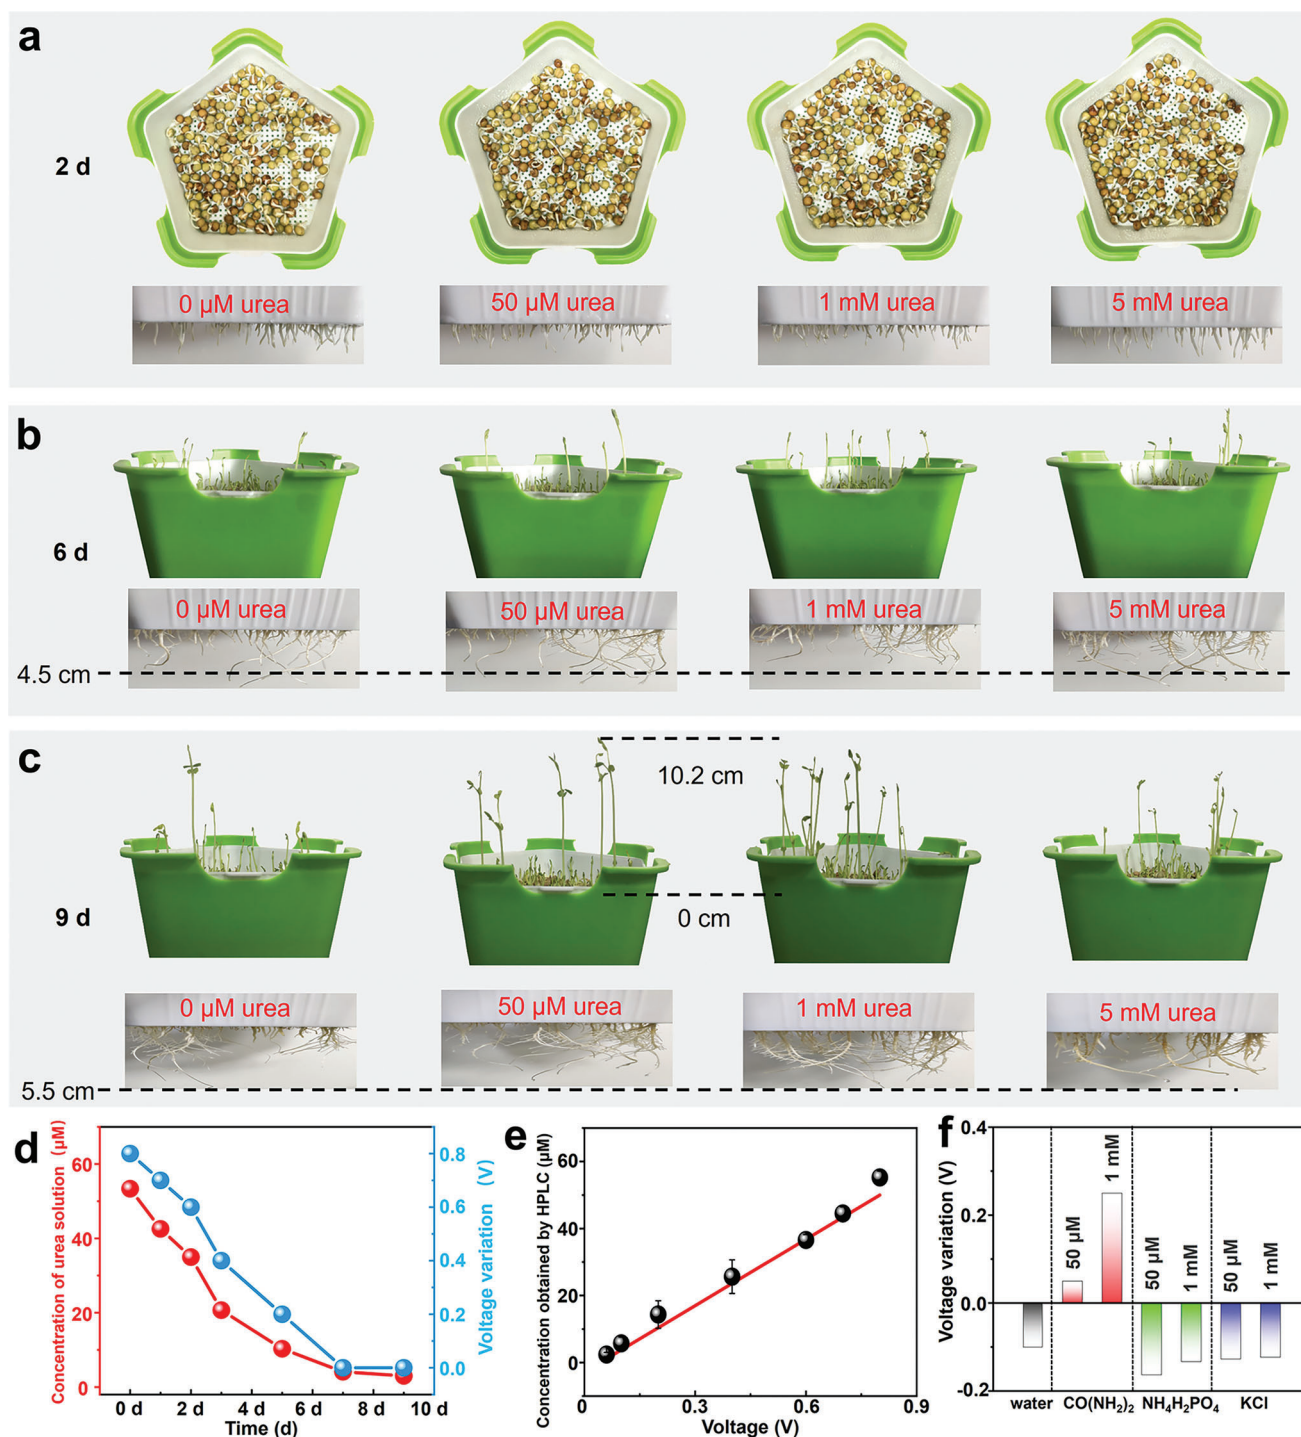 a
2 d
0 μM urea
50 μM urea
1 mM urea
5 mM urea
b
6 d
0 μM urea
50 μM urea
1 mM urea
5 mM urea
4.5 cm
c
10.2 cm
9 d
0 cm
0 μM urea
50 μM urea
1 mM urea
5 mM urea
5.5 cm
d
Concentration of urea solution (μM)
60
40
20
0
0.8
0.6
0.4
0.2
0.0
Voltage variation (V)
0 d
2 d
4 d
6 d
8 d
10 d
Time (d)
e
Concentration obtained by HPLC (μM)
60
40
20
0
0
0.3
0.6
0.9
Voltage (V)
f
Voltage variation (V)
0.4
0.2
0.0
-0.2
50 μM
1 mM
50 μM
1 mM
50 μM
1 mM
water
CO(NH₂)₂
NH₄H₂PO₄
KCl